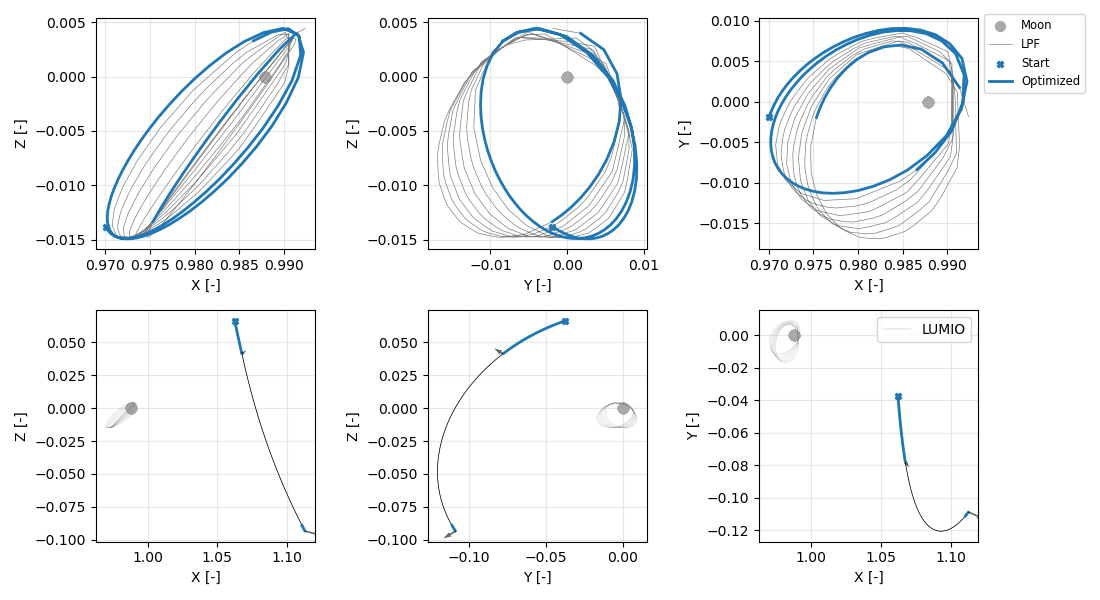 0.005
0.000
−0.005
−0.010
−0.015
Z [-]
0.970 0.975 0.980 0.985 0.990
X [-]
0.005
0.000
−0.005
−0.010
−0.015
Z [-]
−0.01 0.00 0.01
Y [-]
0.010
0.005
0.000
−0.005
−0.010
−0.015
Y [-]
0.970 0.975 0.980 0.985 0.990
X [-]
Moon
LPF
Start
Optimized
0.050
0.025
0.000
−0.025
−0.050
−0.075
−0.100
Z [-]
1.00 1.05 1.10
X [-]
0.050
0.025
0.000
−0.025
−0.050
−0.075
−0.100
Z [-]
−0.10 −0.05 0.00
Y [-]
0.00
−0.02
−0.04
−0.06
−0.08
−0.10
−0.12
Y [-]
1.00 1.05 1.10
X [-]
LUMIO